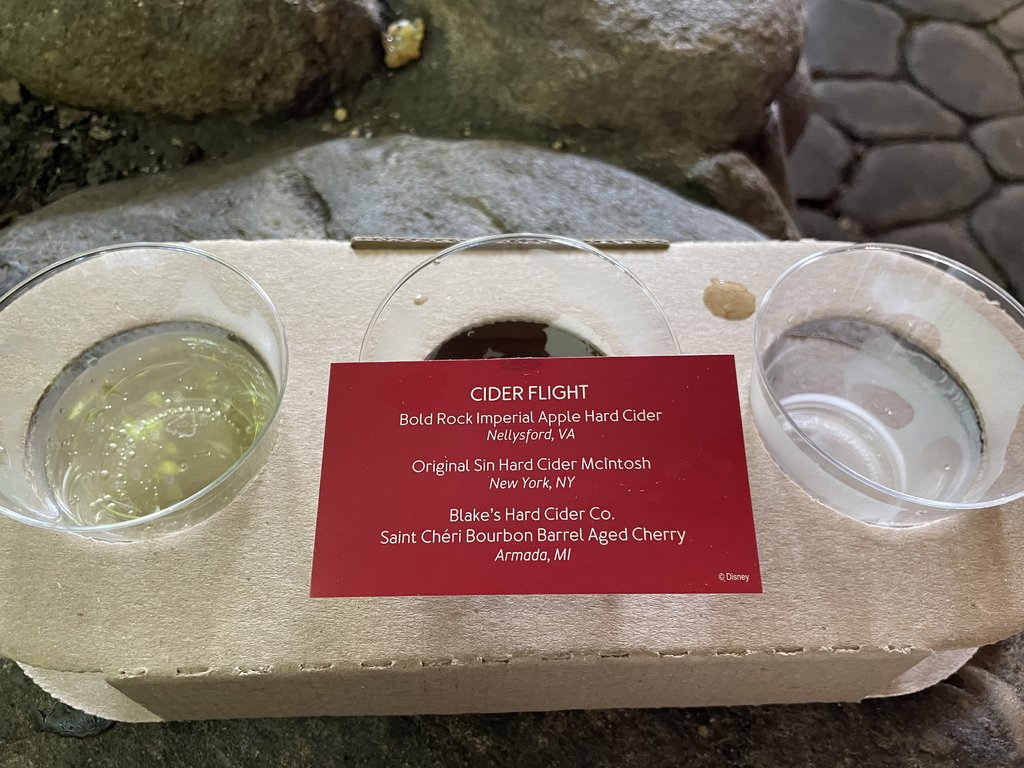 CIDER FLIGHT
Bold Rock Imperial Apple Hard Cider
Nellysford, VA
Original Sin Hard Cider McIntosh
New York, NY
Blake's Hard Cider Co.
Saint Chéri Bourbon Barrel Aged Cherry
Armada, MI
© Disney